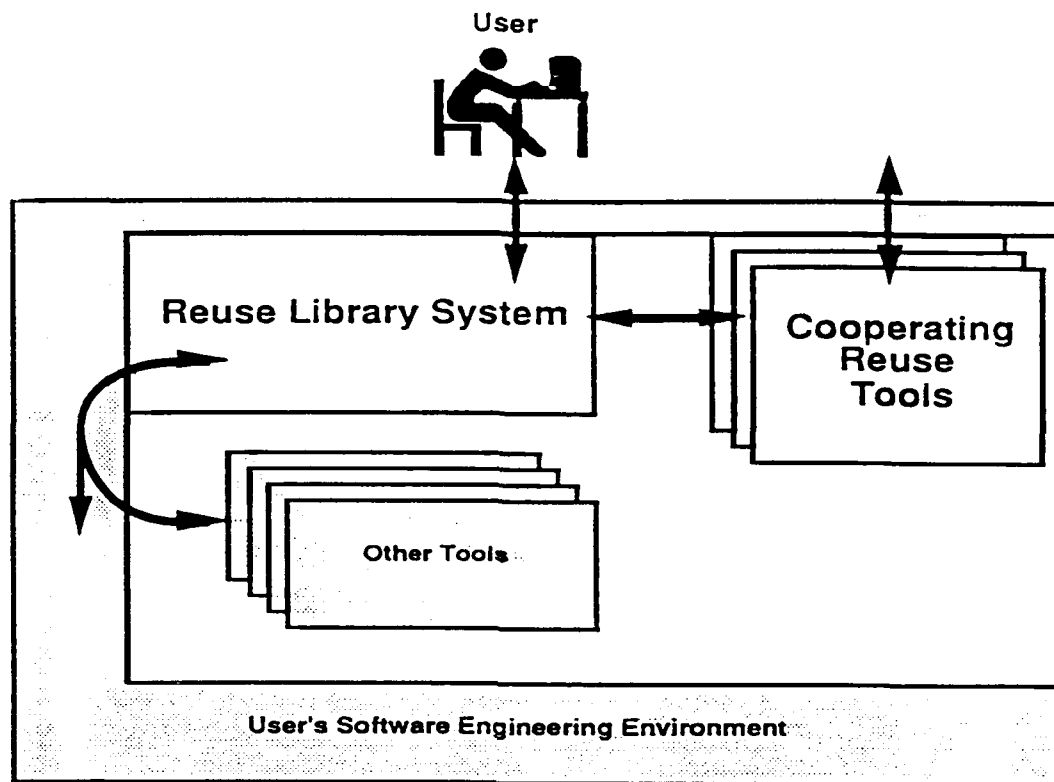 User
Reuse Library System
Cooperating
Reuse
Tools
Other Tools
User's Software Engineering Environment